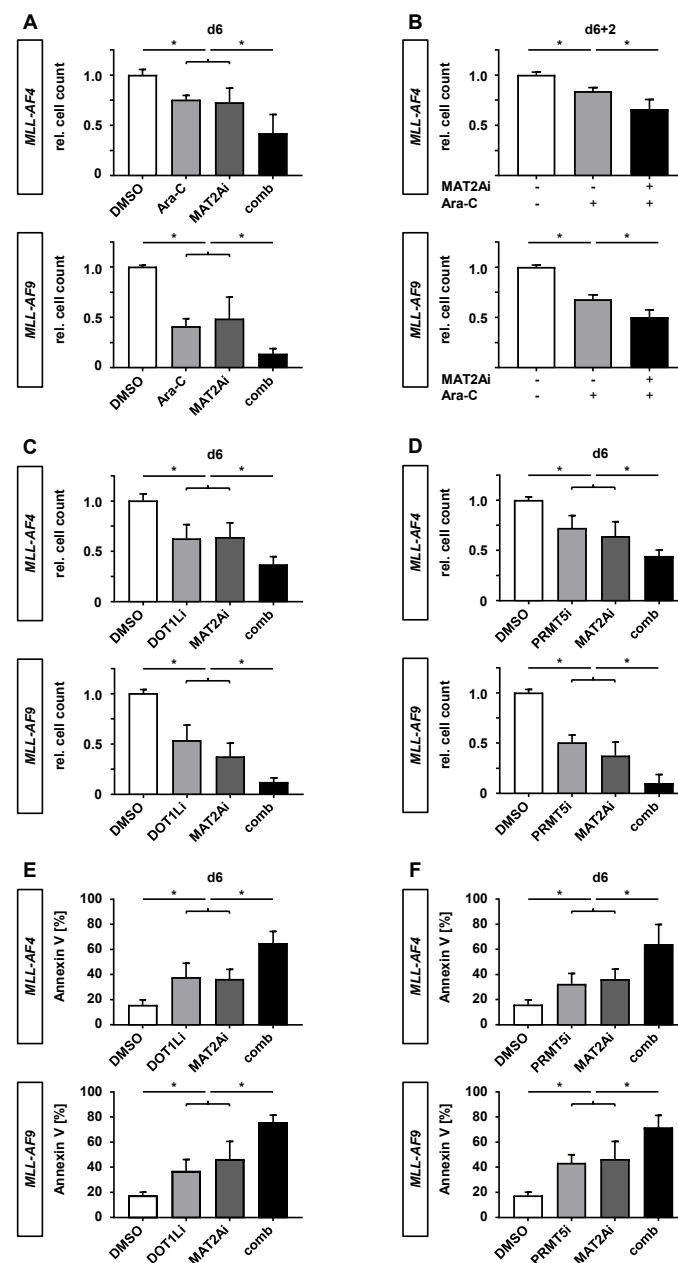 A
d6
MLL-AF4
rel. cell count
* *
1.0
0.5
0
DMSO Ara-C MAT2Ai comb
MLL-AF9
rel. cell count
* *
1.0
0.5
0
DMSO Ara-C MAT2Ai comb
B
d6+2
MLL-AF4
rel. cell count
* *
1.0
0.5
0
MAT2Ai - - +
Ara-C - + +
MLL-AF9
rel. cell count
* *
1.0
0.5
0
MAT2Ai - - +
Ara-C - + +
C
d6
MLL-AF4
rel. cell count
* *
1.0
0.5
0
DMSO DOT1Li MAT2Ai comb
MLL-AF9
rel. cell count
* *
1.0
0.5
0
DMSO DOT1Li MAT2Ai comb
D
d6
MLL-AF4
rel. cell count
* *
1.0
0.5
0
DMSO PRMT5i MAT2Ai comb
MLL-AF9
rel. cell count
* *
1.0
0.5
0
DMSO PRMT5i MAT2Ai comb
E
d6
MLL-AF4
Annexin V [%]
* *
100
80
60
40
20
0
DMSO DOT1Li MAT2Ai comb
MLL-AF9
Annexin V [%]
* *
100
80
60
40
20
0
DMSO DOT1Li MAT2Ai comb
F
d6
MLL-AF4
Annexin V [%]
* *
100
80
60
40
20
0
DMSO PRMT5i MAT2Ai comb
MLL-AF9
Annexin V [%]
* *
100
80
60
40
20
0
DMSO PRMT5i MAT2Ai comb